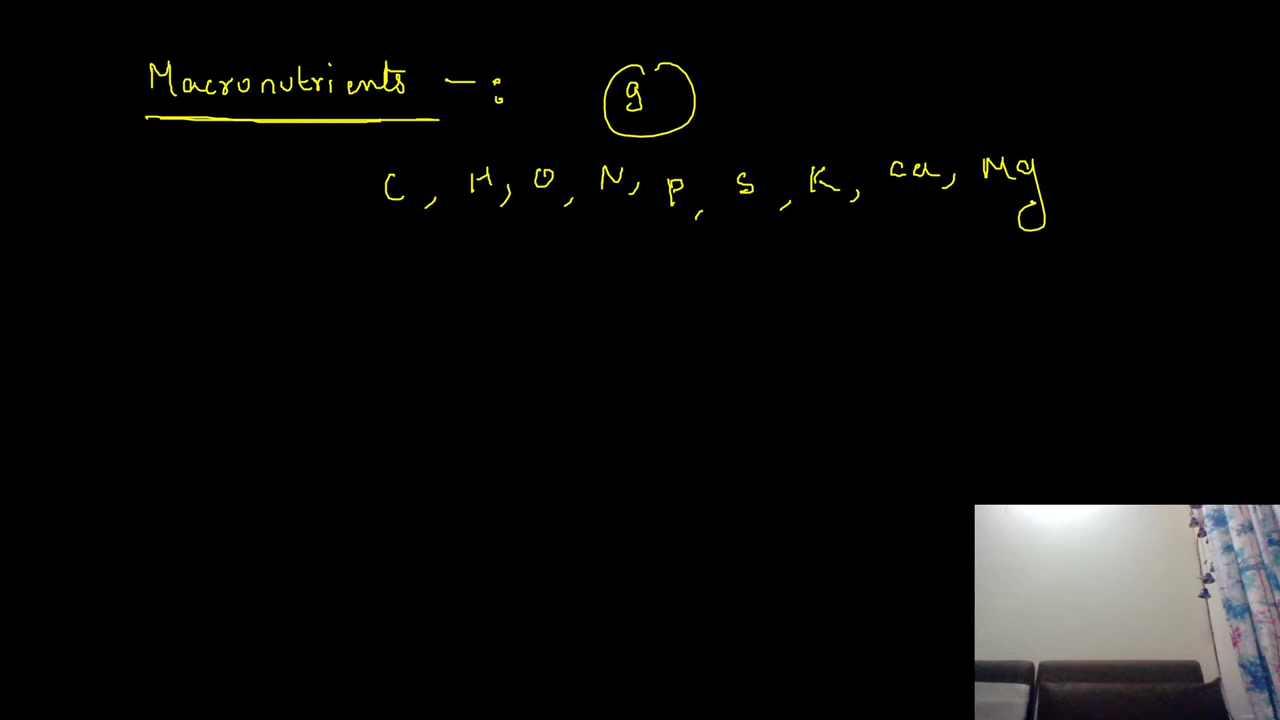 Macronutrients - : 9
C, H, O, N, P, S, K, Ca, Mg